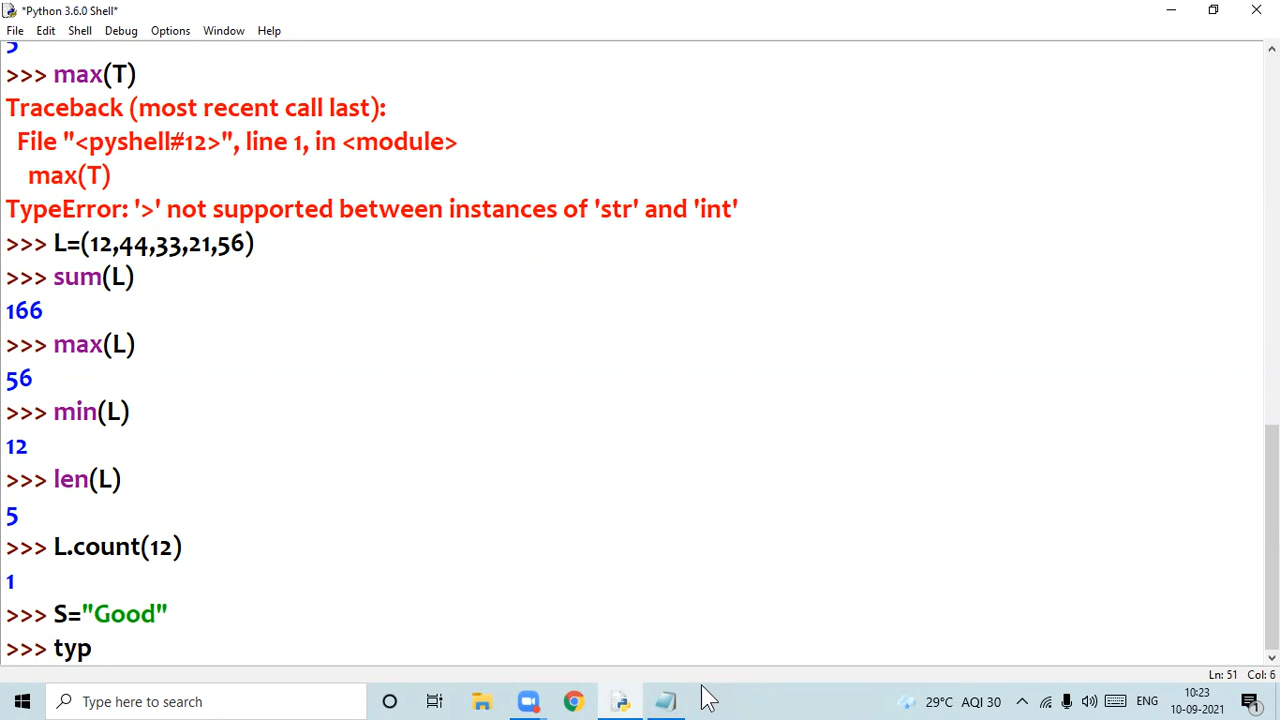 *Python 3.6.0 Shell*
File Edit Shell Debug Options Window Help
>>> max(T)
Traceback (most recent call last):
File "<pyshell#12>", line 1, in <module>
max(T)
TypeError: '>' not supported between instances of 'str' and 'int'
>>> L=(12,44,33,21,56)
>>> sum(L)
166
>>> max(L)
56
>>> min(L)
12
>>> len(L)
5
>>> L.count(12)
1
>>> S="Good"
>>> typ
Ln: 51 Col: 6
Type here to search
29°C AQI 30
ENG
10:23
10-09-2021
1